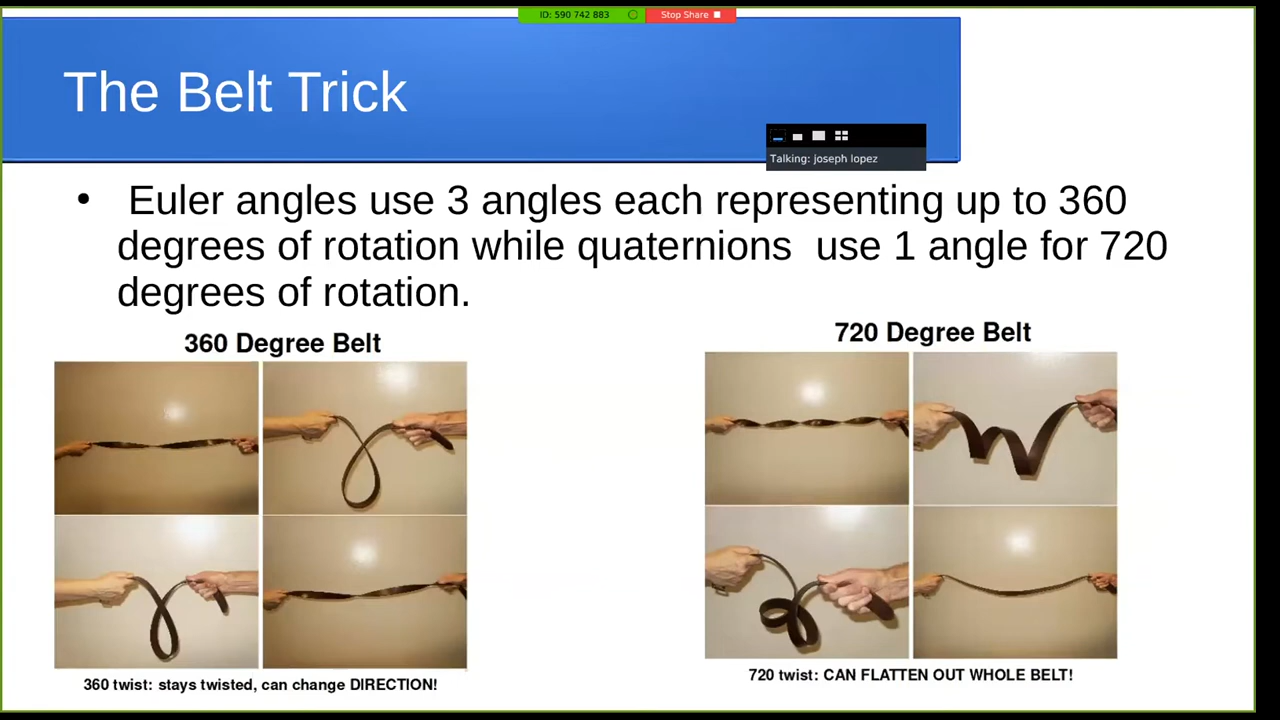 ID: 590 742 883
Stop Share
The Belt Trick
Talking: joseph lopez
• Euler angles use 3 angles each representing up to 360
degrees of rotation while quaternions use 1 angle for 720
degrees of rotation.
360 Degree Belt
360 twist: stays twisted, can change DIRECTION!
720 Degree Belt
720 twist: CAN FLATTEN OUT WHOLE BELT!